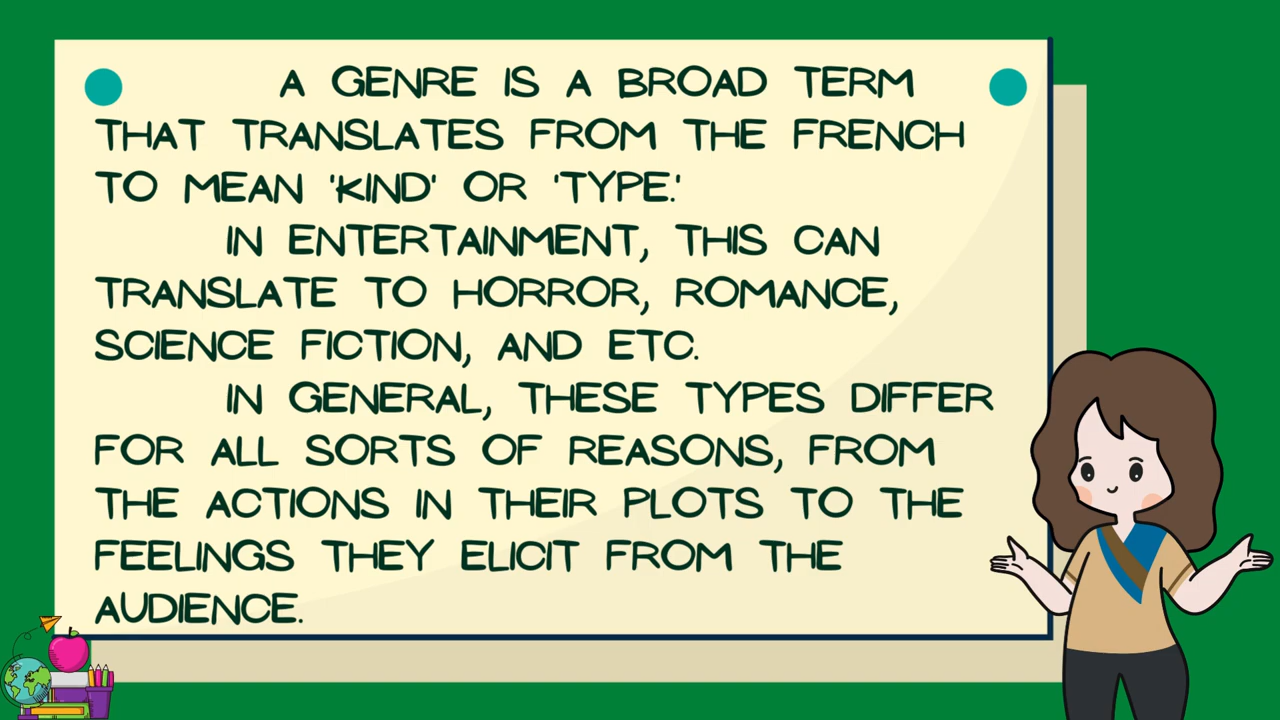 A GENRE IS A BROAD TERM
THAT TRANSLATES FROM THE FRENCH
TO MEAN 'KIND' OR 'TYPE.'
IN ENTERTAINMENT, THIS CAN
TRANSLATE TO HORROR, ROMANCE,
SCIENCE FICTION, AND ETC.
IN GENERAL, THESE TYPES DIFFER
FOR ALL SORTS OF REASONS, FROM
THE ACTIONS IN THEIR PLOTS TO THE
FEELINGS THEY ELICIT FROM THE
AUDIENCE.